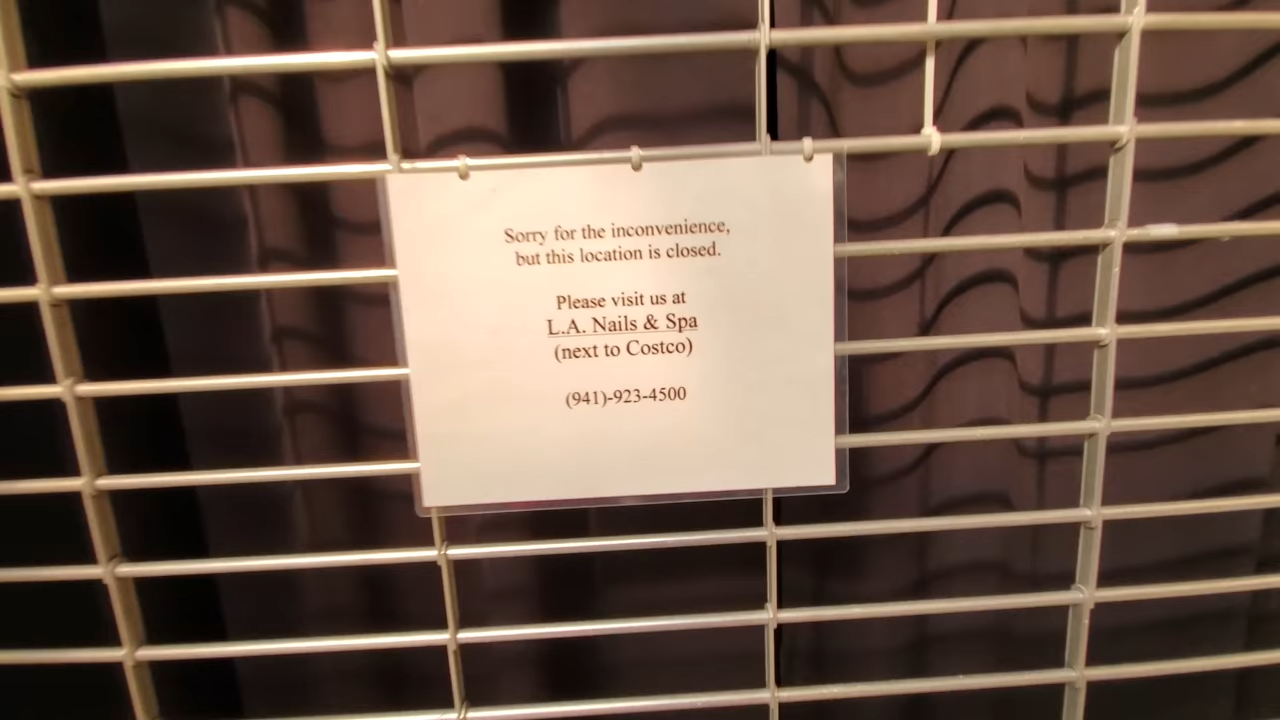 Sorry for the inconvenience,
but this location is closed.
Please visit us at
L.A. Nails & Spa
(next to Costco)
(941)-923-4500